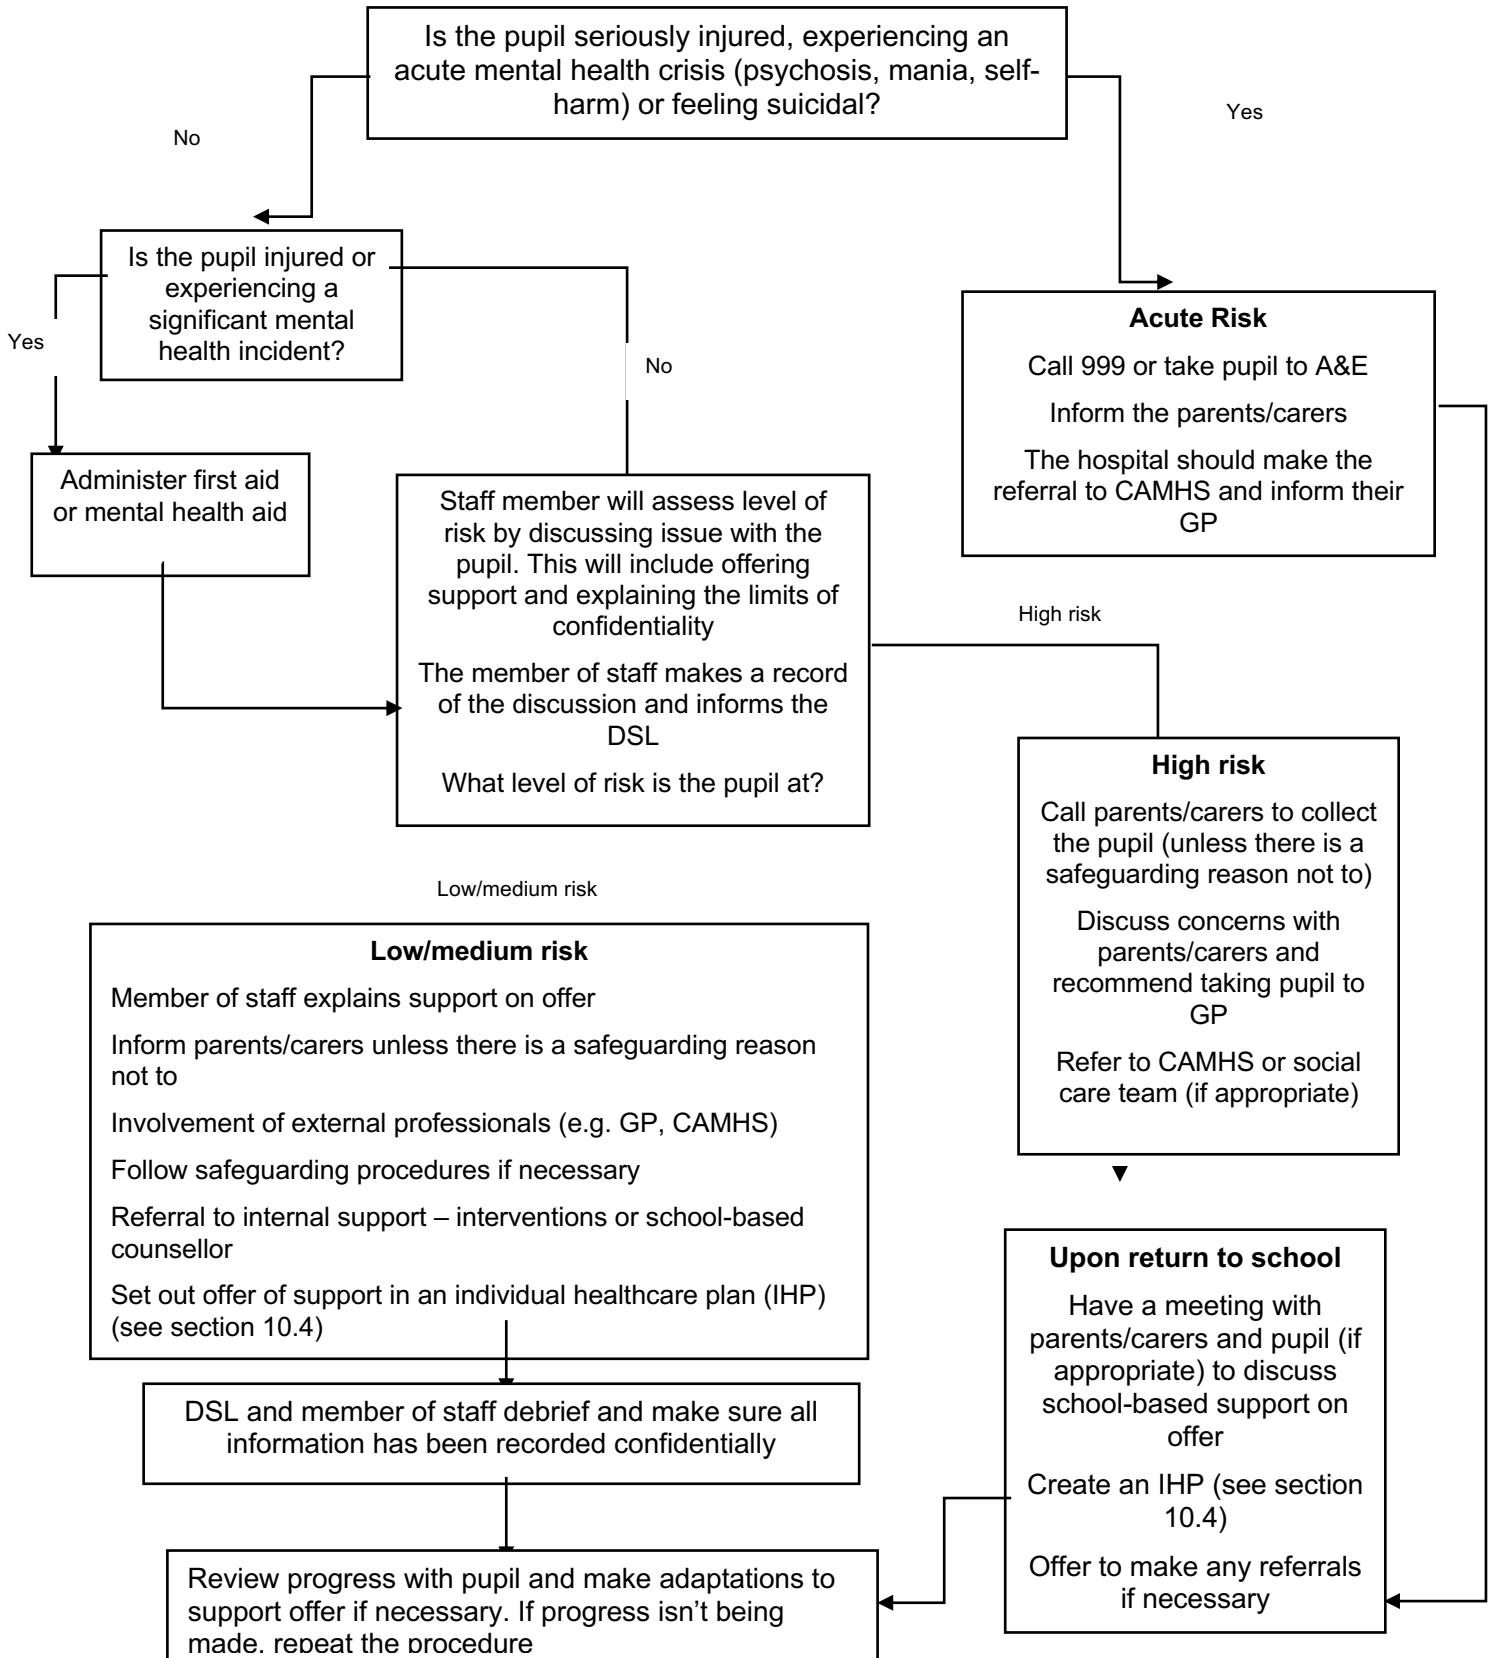 Is the pupil seriously injured, experiencing an
acute mental health crisis (psychosis, mania, self-
harm) or feeling suicidal?
Yes
No
Is the pupil injured or
experiencing a
significant mental
health incident?
Yes
No
Acute Risk
Call 999 or take pupil to A&E
Inform the parents/carers
The hospital should make the
referral to CAMHS and inform their
GP
Administer first aid
or mental health aid
Staff member will assess level of
risk by discussing issue with the
pupil. This will include offering
support and explaining the limits of
confidentiality
The member of staff makes a record
of the discussion and informs the
DSL
What level of risk is the pupil at?
High risk
High risk
Call parents/carers to collect
the pupil (unless there is a
safeguarding reason not to)
Discuss concerns with
parents/carers and
recommend taking pupil to
GP
Refer to CAMHS or social
care team (if appropriate)
Low/medium risk
Low/medium risk
Member of staff explains support on offer
Inform parents/carers unless there is a safeguarding reason
not to
Involvement of external professionals (e.g. GP, CAMHS)
Follow safeguarding procedures if necessary
Referral to internal support – interventions or school-based
counsellor
Set out offer of support in an individual healthcare plan (IHP)
(see section 10.4)
Upon return to school
Have a meeting with
parents/carers and pupil (if
appropriate) to discuss
school-based support on
offer
Create an IHP (see section
10.4)
Offer to make any referrals
if necessary
DSL and member of staff debrief and make sure all
information has been recorded confidentially
Review progress with pupil and make adaptations to
support offer if necessary. If progress isn’t being
made, repeat the procedure